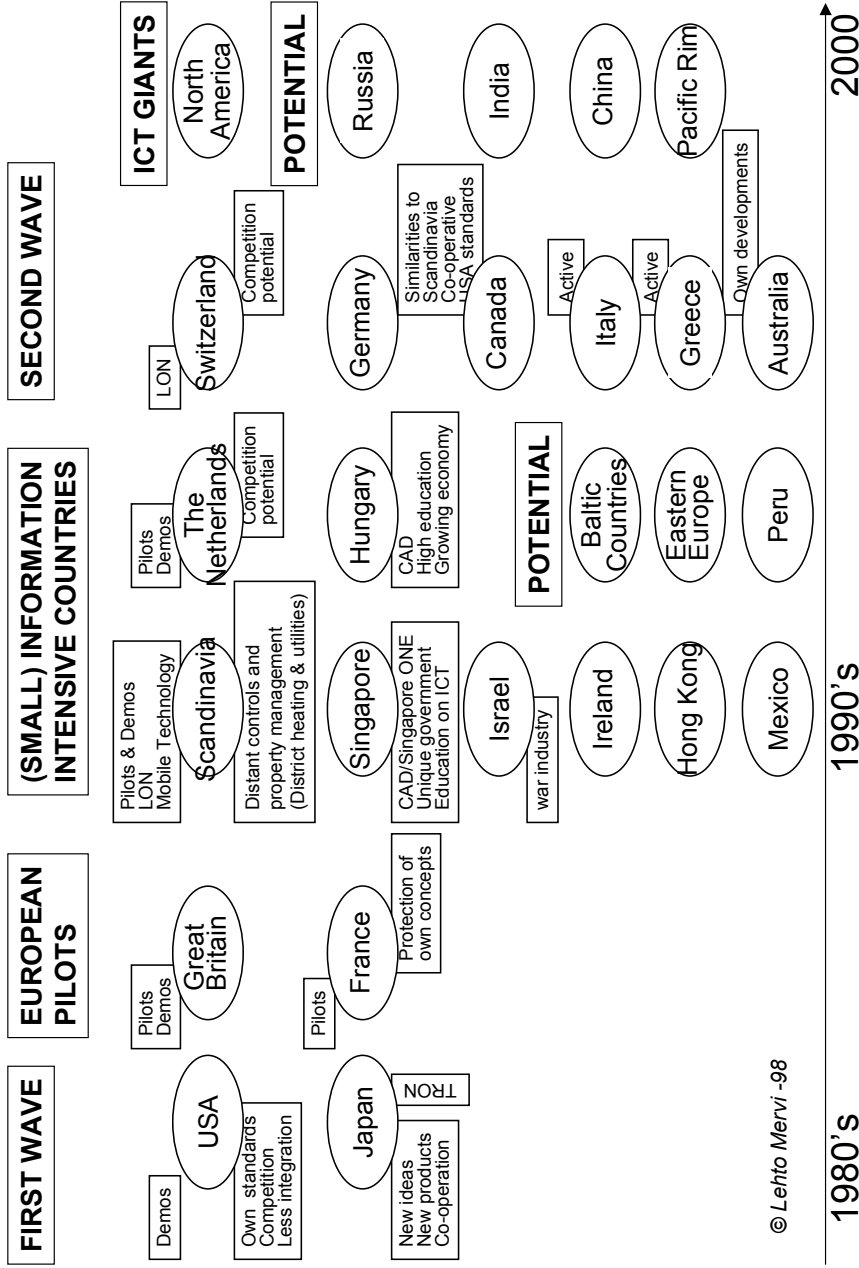 FIRST WAVE
Demos
USA
Own standards
Competition
Less integration
Japan
New ideas
New products
Co-operation
TRON
EUROPEAN
PILOTS
Pilots
Demos
Great
Britain
Pilots
France
Protection of
own concepts
(SMALL) INFORMATION
INTENSIVE COUNTRIES
Pilots & Demos
LON
Mobile Technology
Scandinavia
Distant controls and
property management
(District heating & utilities)
Singapore
CAD/Singapore ONE
Unique government
Education on ICT
Israel
war industry
Ireland
Hong Kong
Mexico
Pilots
Demos
The
Netherlands
Competition
potential
Hungary
CAD
High education
Growing economy
POTENTIAL
Baltic
Countries
Eastern
Europe
Peru
SECOND WAVE
LON
Switzerland
Competition
potential
Germany
Similarities to
Scandinavia
Co-operative
USA standards
Canada
Active
Italy
Active
Greece
Own developments
Australia
ICT GIANTS
North
America
POTENTIAL
Russia
India
China
Pacific Rim
© Lehto Mervi -98
1980's
1990's
2000